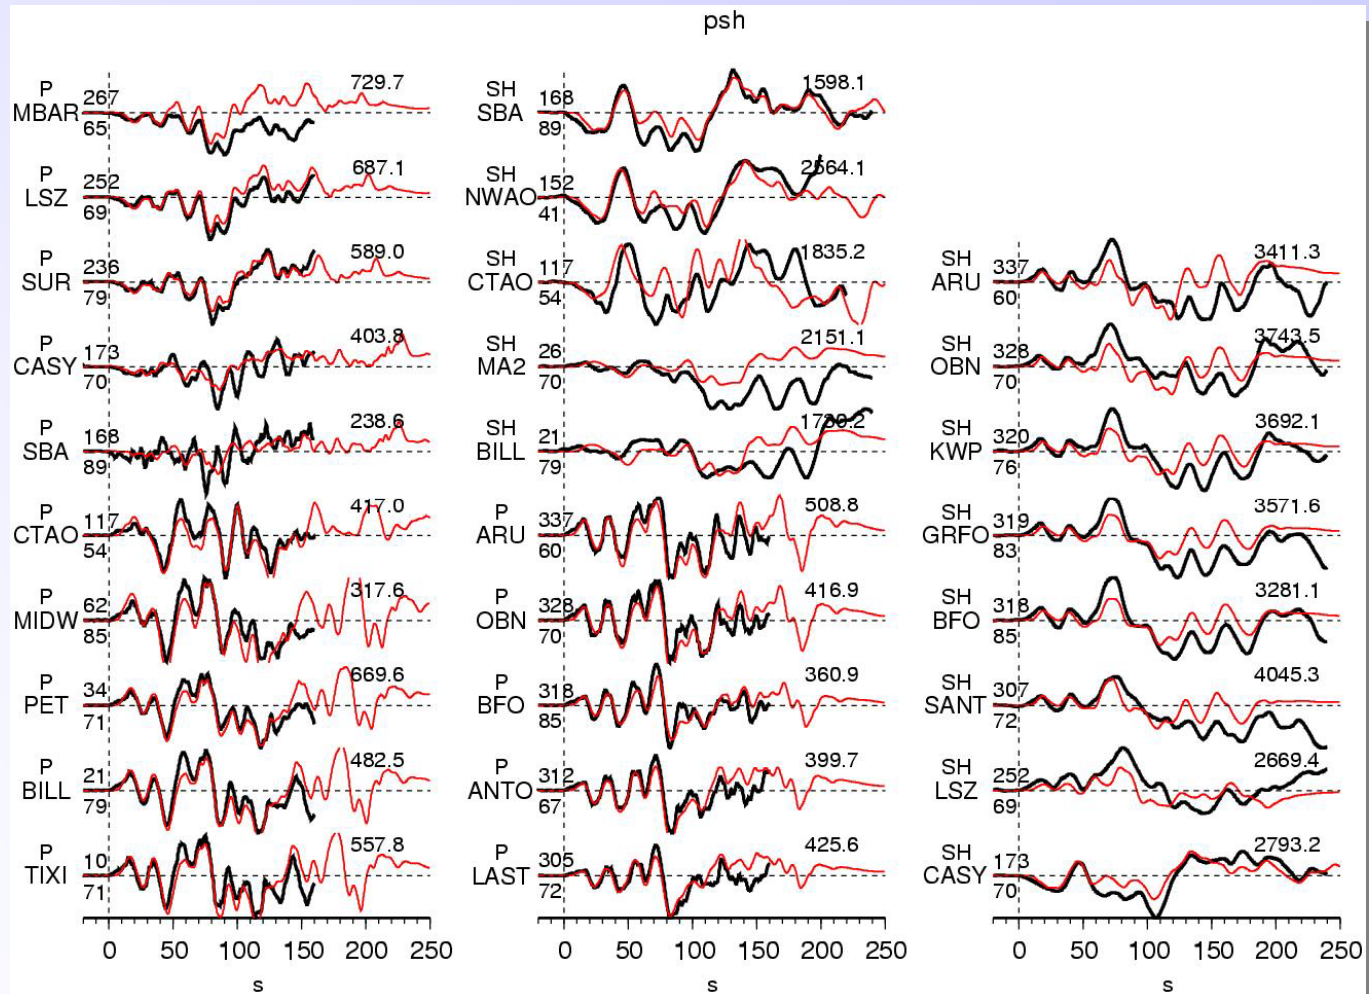 psh
P
MBAR
267
65
729.7
P
LSZ
252
69
687.1
P
SUR
236
79
589.0
P
CASY
173
70
403.8
P
SBA
168
89
238.6
P
CTAO
117
54
417.0
P
MIDW
62
85
317.6
P
PET
34
71
669.6
P
BILL
21
79
482.5
P
TIXI
10
71
557.8
0 50 100 150 200 250
s
SH
SBA
168
89
1598.1
SH
NWAO
152
41
2564.1
SH
CTAO
117
54
1835.2
SH
MA2
26
70
2151.1
SH
BILL
21
79
P
ARU
337
60
508.8
P
OBN
328
70
416.9
P
BFO
318
85
360.9
P
ANTO
312
67
399.7
P
LAST
305
72
425.6
0 50 100 150 200 250
s
SH
ARU
337
60
3411.3
SH
OBN
328
70
3743.5
SH
KWP
320
76
3692.1
SH
GRFO
319
83
3571.6
SH
BFO
318
85
3281.1
SH
SANT
307
72
4045.3
SH
LSZ
252
69
2669.4
SH
CASY
173
70
2793.2
0 50 100 150 200 250
s